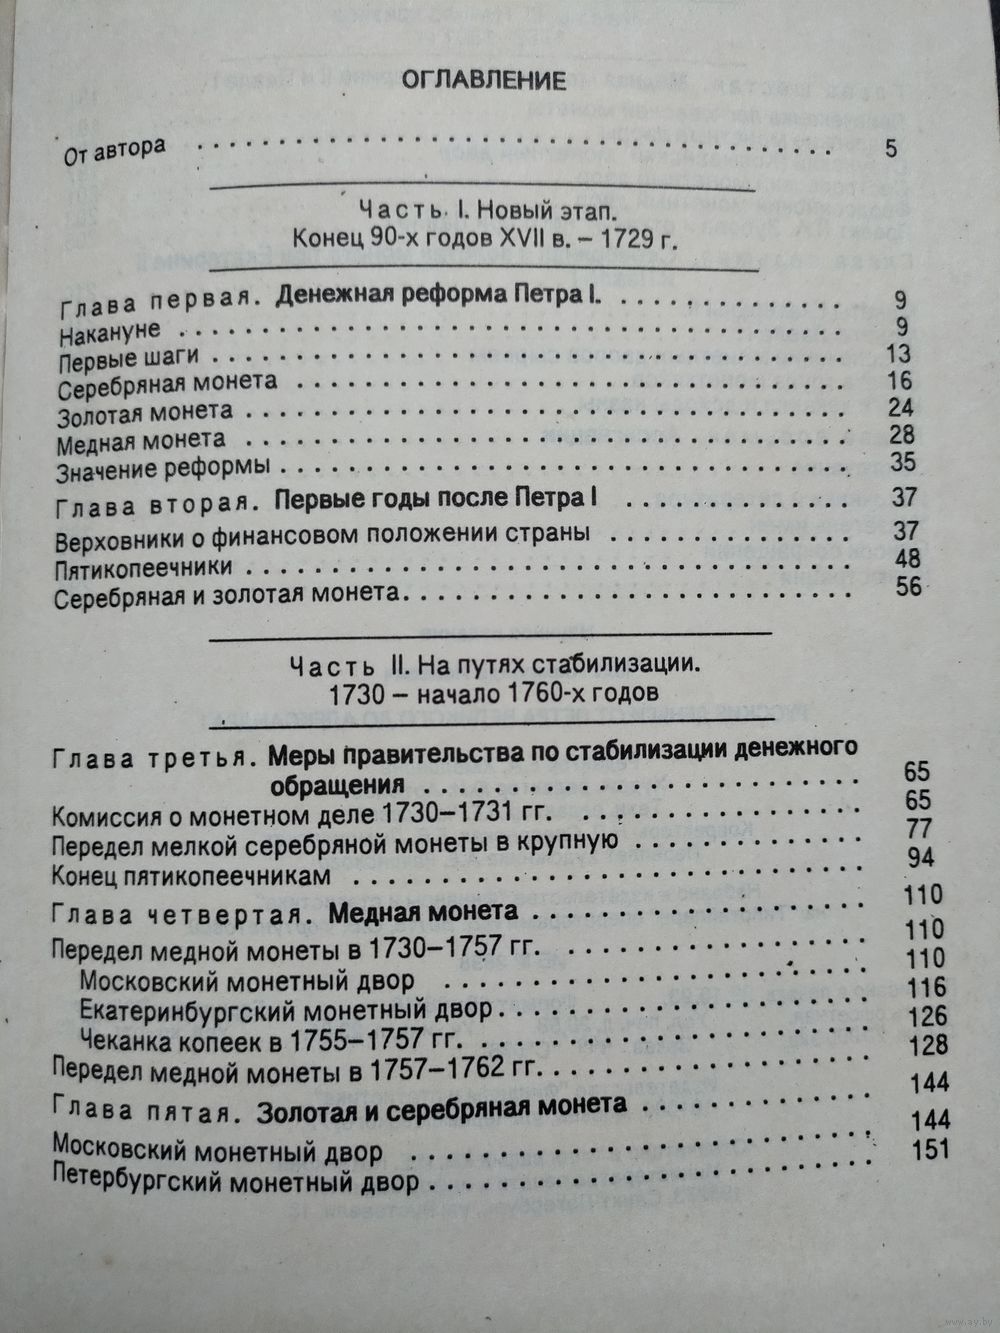 ОГЛАВЛЕНИЕ
От автора . . . . . . . . . . . . . . . . . . . . . . . . . . . . . . 5
Часть I. Новый этап.
Конец 90-х годов XVII в. – 1729 г.
Глава первая. Денежная реформа Петра I. . . . . . . . . . . . . 9
Накануне . . . . . . . . . . . . . . . . . . . . . . . . . . . . . . 9
Первые шаги . . . . . . . . . . . . . . . . . . . . . . . . . . . . 13
Серебряная монета . . . . . . . . . . . . . . . . . . . . . . . . 16
Золотая монета . . . . . . . . . . . . . . . . . . . . . . . . . . 24
Медная монета . . . . . . . . . . . . . . . . . . . . . . . . . . 28
Значение реформы . . . . . . . . . . . . . . . . . . . . . . . . 35
Глава вторая. Первые годы после Петра I . . . . . . . . . . . 37
Верховники о финансовом положении страны . . . . . . . . . . 37
Пятикопеечники . . . . . . . . . . . . . . . . . . . . . . . . . . 48
Серебряная и золотая монета. . . . . . . . . . . . . . . . . . . 56
Часть II. На путях стабилизации.
1730 – начало 1760-х годов
Глава третья. Меры правительства по стабилизации денежного
обращения . . . . . . . . . . . . . . . . . . . 65
Комиссия о монетном деле 1730–1731 гг. . . . . . . . . . . . . 65
Передел мелкой серебряной монеты в крупную . . . . . . . . . 77
Конец пятикопеечникам . . . . . . . . . . . . . . . . . . . . . . 94
Глава четвертая. Медная монета . . . . . . . . . . . . . . . . 110
Передел медной монеты в 1730–1757 гг. . . . . . . . . . . . . 110
Московский монетный двор . . . . . . . . . . . . . . . . . . . 110
Екатеринбургский монетный двор. . . . . . . . . . . . . . . . 116
Чеканка копеек в 1755–1757 гг. . . . . . . . . . . . . . . . . 126
Передел медной монеты в 1757–1762 гг. . . . . . . . . . . . . 128
Глава пятая. Золотая и серебряная монета . . . . . . . . . . 144
Московский монетный двор . . . . . . . . . . . . . . . . . . . 144
Петербургский монетный двор . . . . . . . . . . . . . . . . . . 151
www.ay.by